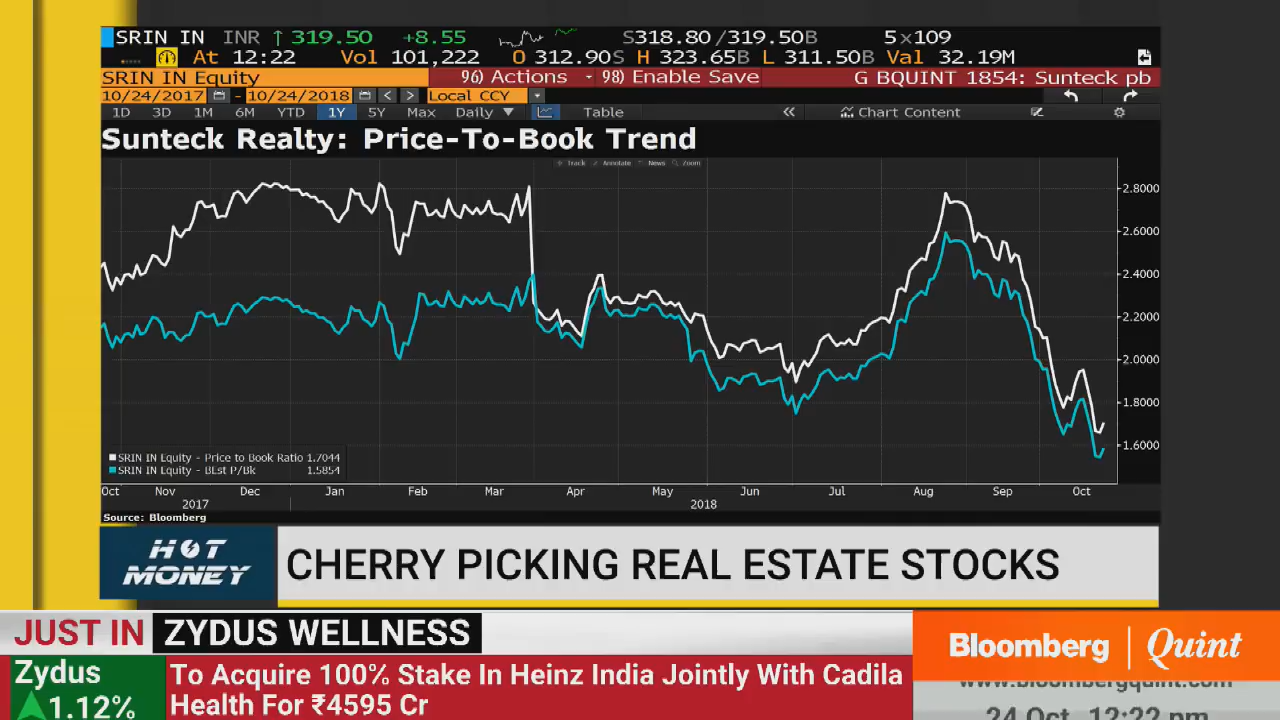 SRIN IN INR ↑ 319.50 +8.55 S318.80/319.50B 5×109
At 12:22 Vol 101,222 O 312.90S H 323.65B L 311.50B Val 32.19M
SRIN IN Equity 96) Actions 98) Enable Save G BQUINT 1854: Sunteck pb
10/24/2017 - 10/24/2018 < > Local CCY
1D 3D 1M 6M YTD 1Y 5Y Max Daily ▼ Table « Chart Content
Sunteck Realty: Price-To-Book Trend
Track Annotate News Zoom
2.8000
2.6000
2.4000
2.2000
2.0000
1.8000
1.6000
SRIN IN Equity - Price to Book Ratio 1.7044
SRIN IN Equity - BEst P/Bk 1.5854
Oct Nov Dec Jan Feb Mar Apr May Jun Jul Aug Sep Oct
2017 2018
Source: Bloomberg
HOT MONEY
CHERRY PICKING REAL ESTATE STOCKS
JUST IN ZYDUS WELLNESS
Zydus
1.12%
To Acquire 100% Stake In Heinz India Jointly With Cadila
Health For ₹4595 Cr
Bloomberg | Quint
www.bloombergquint.com
24 Oct, 12:22 pm